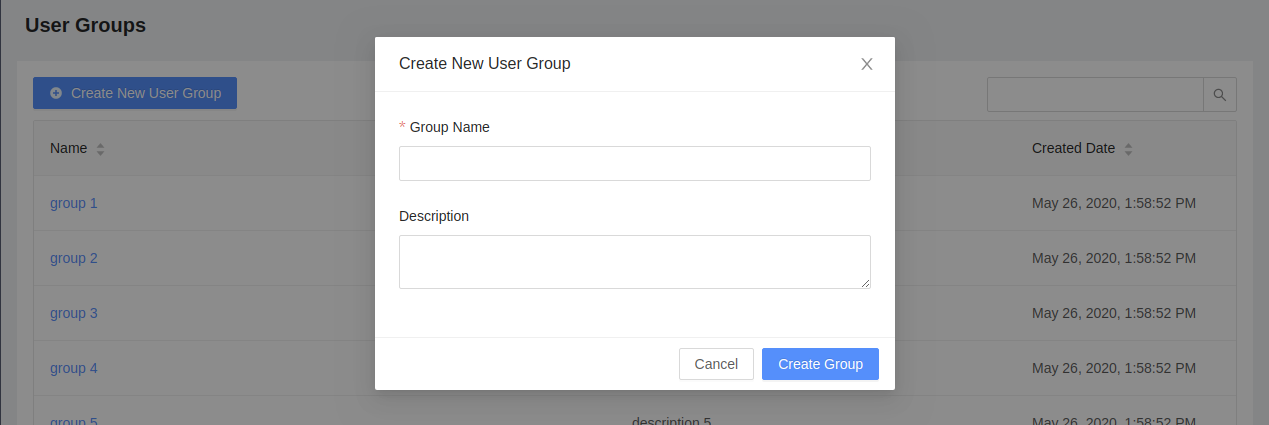 User Groups
Create New User Group
Create New User Group
* Group Name
Description
Cancel
Create Group
Name
Created Date
group 1
May 26, 2020, 1:58:52 PM
group 2
May 26, 2020, 1:58:52 PM
group 3
May 26, 2020, 1:58:52 PM
group 4
May 26, 2020, 1:58:52 PM
group 5
description 5
May 26, 2020, 1:58:52 PM